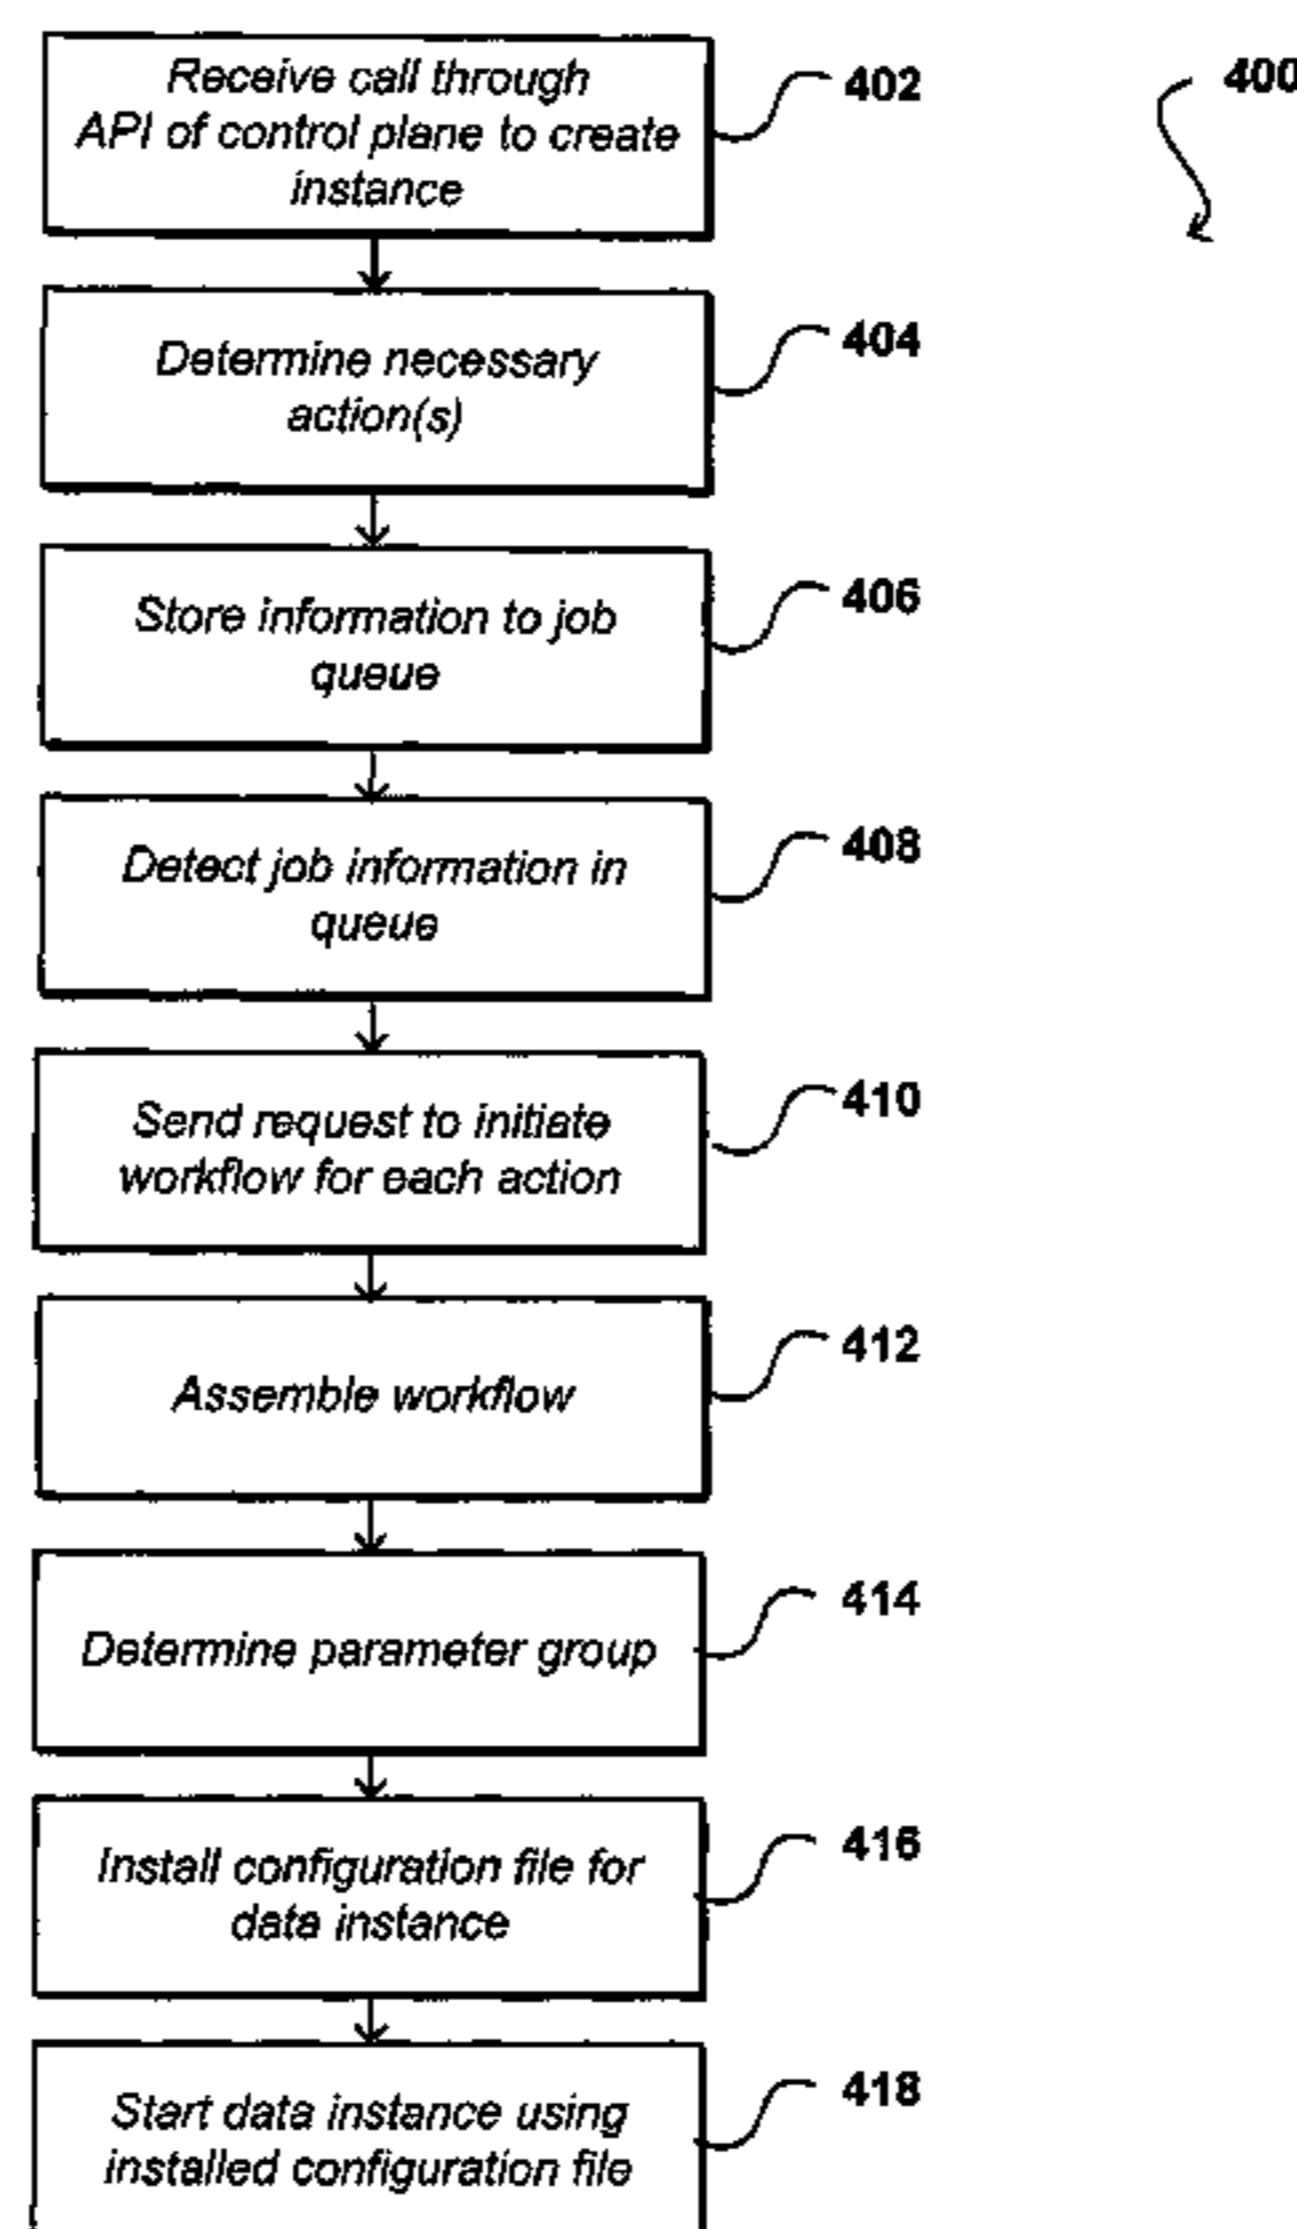 Receive call through
API of control plane to create
instance
402
400
Determine necessary
action(s)
404
Store information to job
queue
406
Detect job information in
queue
408
Send request to initiate
workflow for each action
410
Assemble workflow
412
Determine parameter group
414
Install configuration file for
data instance
416
Start data instance using
installed configuration file
418